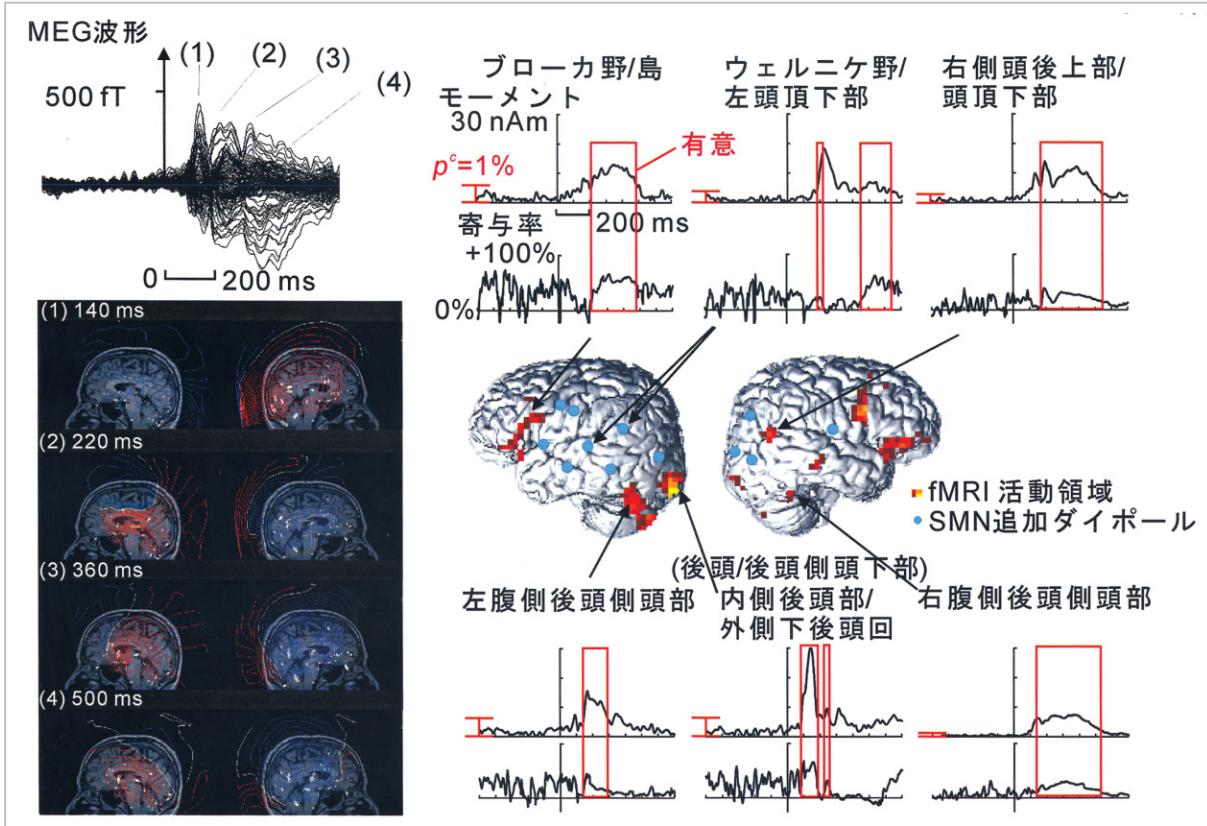 MEG波形
(1)
(2)
(3)
(4)
500 fT
0
200 ms
(1) 140 ms
(2) 220 ms
(3) 360 ms
(4) 500 ms
ブローカ野/島
モーメント
30 nAm
pᶜ=1%
有意
200 ms
寄与率
+100%
0%
ウェルニケ野/
左頭頂下部
右側頭後上部/
頭頂下部
fMRI 活動領域
SMN追加ダイポール
左腹側後頭側頭部
(後頭/後頭側頭下部)
内側後頭部/
外側下後頭回
右腹側後頭側頭部